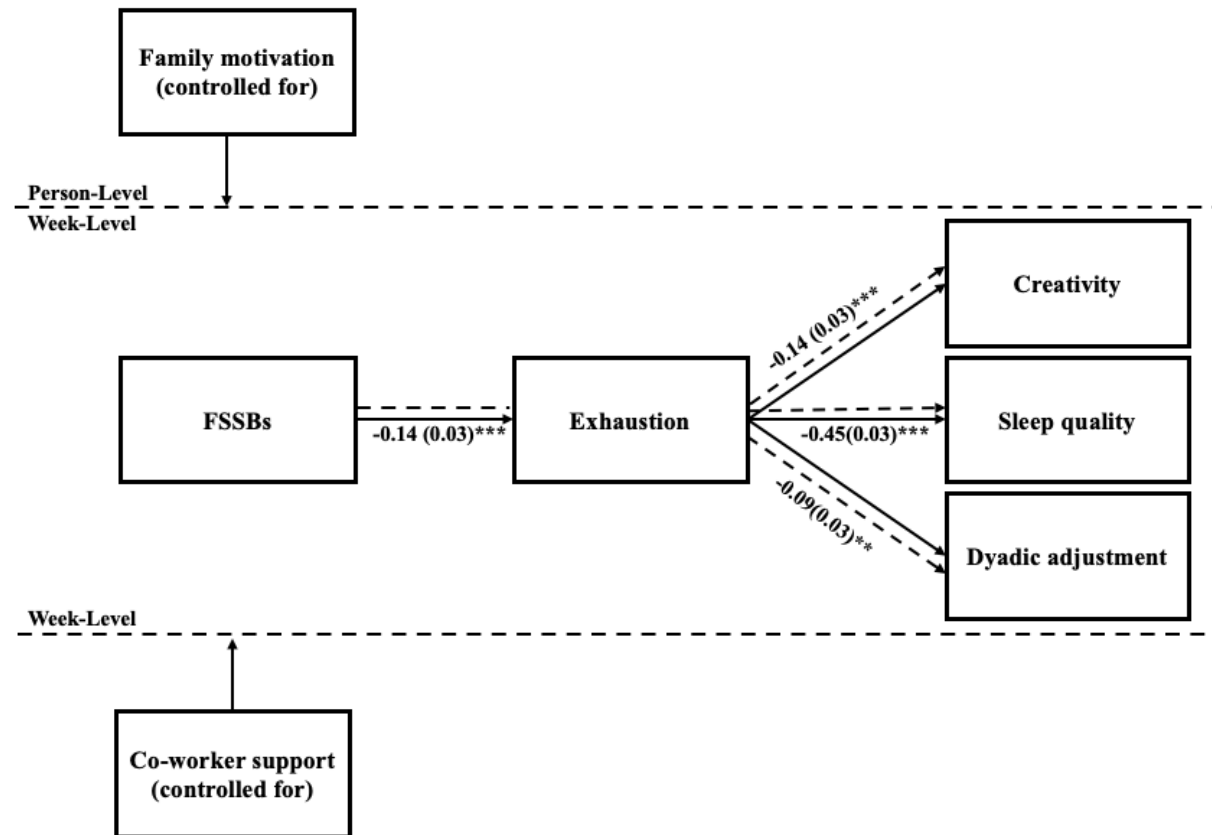 Family motivation
(controlled for)
Person-Level
Week-Level
Creativity
-0.14 (0.03)***
FSSBs
-0.14 (0.03)***
Exhaustion
-0.45(0.03)***
Sleep quality
-0.09(0.03)**
Dyadic adjustment
Week-Level
Co-worker support
(controlled for)